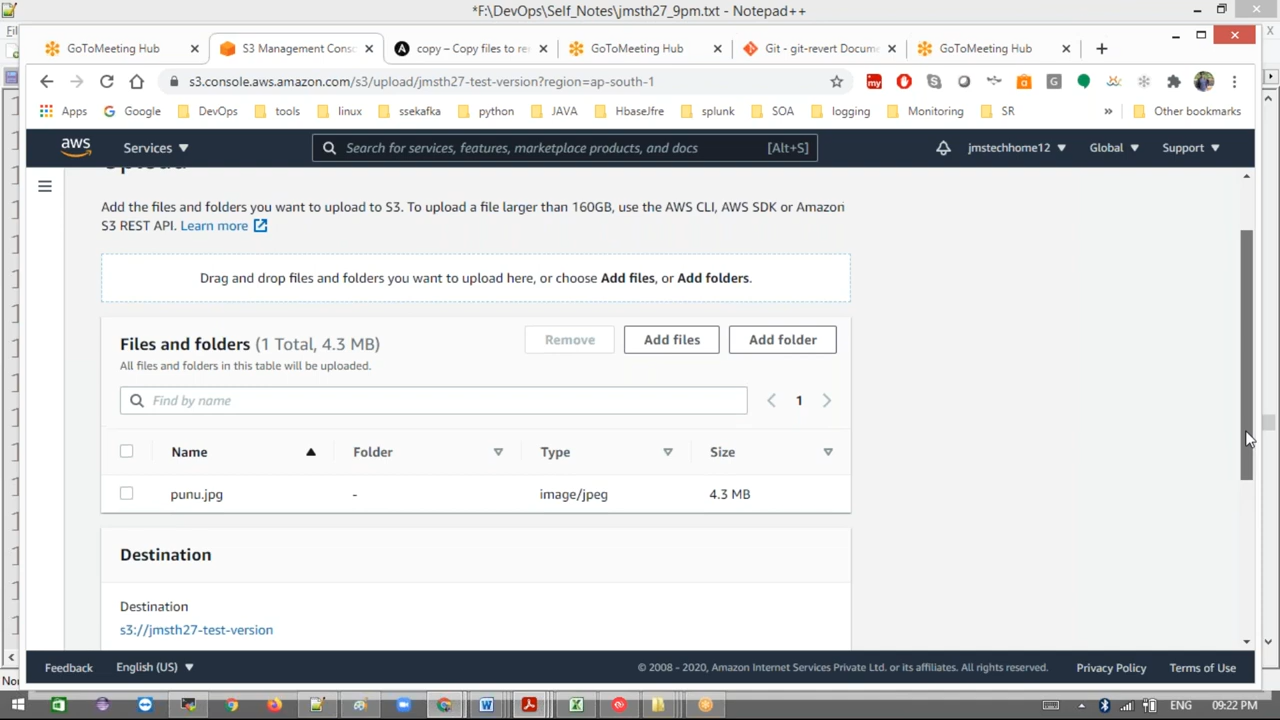 *F:\DevOps\Self_Notes\jmsth27_9pm.txt - Notepad++
GoToMeeting Hub
S3 Management Consc
copy – Copy files to re
GoToMeeting Hub
Git - git-revert Docume
GoToMeeting Hub
s3.console.aws.amazon.com/s3/upload/jmsth27-test-version?region=ap-south-1
Apps
Google
DevOps
tools
linux
ssekafka
python
JAVA
HbaseJfre
splunk
SOA
logging
Monitoring
SR
Other bookmarks
aws
Services
Search for services, features, marketplace products, and docs
[Alt+S]
jmstechhome12
Global
Support
Upload
Add the files and folders you want to upload to S3. To upload a file larger than 160GB, use the AWS CLI, AWS SDK or Amazon
S3 REST API. Learn more
Drag and drop files and folders you want to upload here, or choose Add files, or Add folders.
Files and folders (1 Total, 4.3 MB)
Remove
Add files
Add folder
All files and folders in this table will be uploaded.
Find by name
1
Name
Folder
Type
Size
punu.jpg
-
image/jpeg
4.3 MB
Destination
Destination
s3://jmsth27-test-version
Feedback
English (US)
© 2008 - 2020, Amazon Internet Services Private Ltd. or its affiliates. All rights reserved.
Privacy Policy
Terms of Use
ENG
09:22 PM